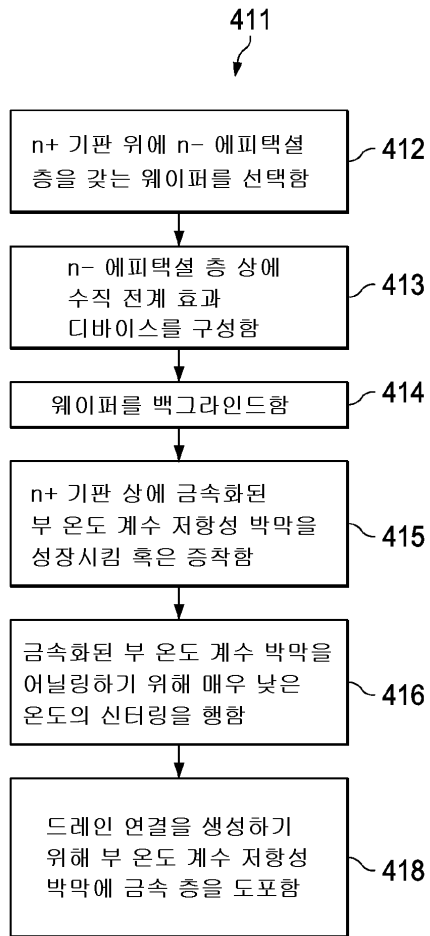 411
n+ 기판 위에 n- 에피택셜
층을 갖는 웨이퍼를 선택함
412
n- 에피택셜 층 상에
수직 전계 효과
디바이스를 구성함
413
웨이퍼를 백그라인드함
414
n+ 기판 상에 금속화된
부 온도 계수 저항성 박막을
성장시킴 혹은 증착함
415
금속화된 부 온도 계수 박막을
어닐링하기 위해 매우 낮은
온도의 신터링을 행함
416
드레인 연결을 생성하기
위해 부 온도 계수 저항성
박막에 금속 층을 도포함
418